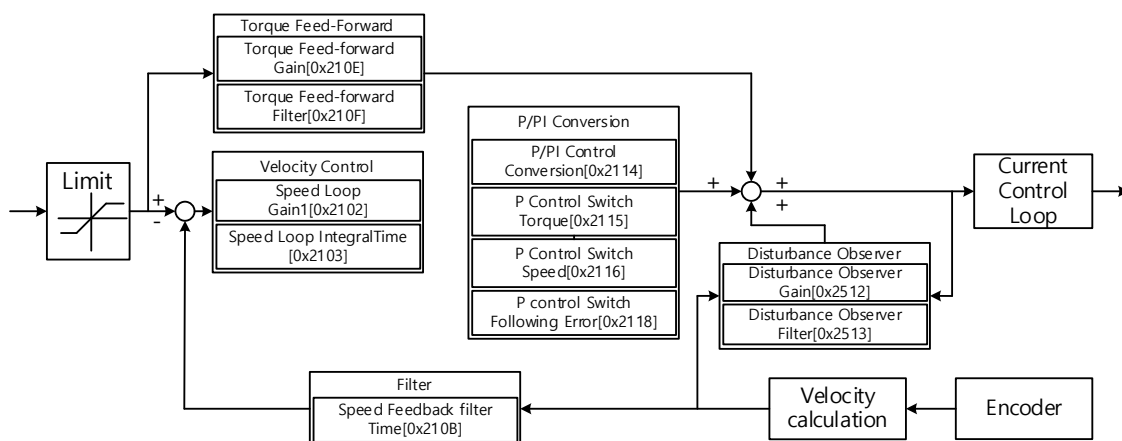 Torque Feed-Forward
Torque Feed-forward
Gain[0x210E]
Torque Feed-forward
Filter[0x210F]
Limit
+
-
Velocity Control
Speed Loop
Gain1[0x2102]
Speed Loop IntegralTime
[0x2103]
P/PI Conversion
P/PI Control
Conversion[0x2114]
P Control Switch
Torque[0x2115]
P Control Switch
Speed[0x2116]
P control Switch
Following Error[0x2118]
+
+
+
Current
Control
Loop
Disturbance Observer
Disturbance Observer
Gain[0x2512]
Disturbance Observer
Filter[0x2513]
Filter
Speed Feedback filter
Time[0x210B]
Velocity
calculation
Encoder